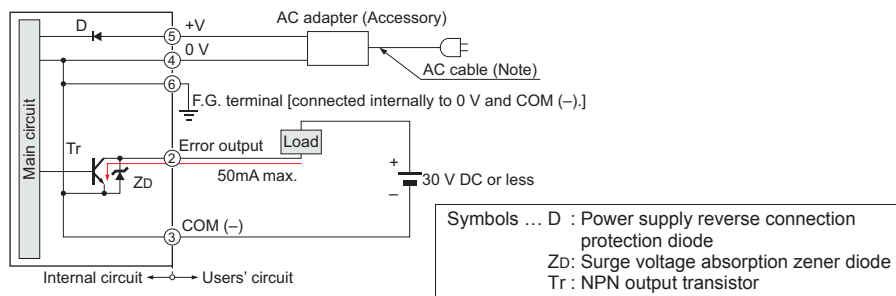 D
+V
AC adapter (Accessory)
5
0 V
4
AC cable (Note)
6
F.G. terminal [connected internally to 0 V and COM (–).]
Main circuit
Tr
Error output
Load
2
ZD
50mA max.
+
30 V DC or less
–
COM (–)
3
Internal circuit
Users' circuit
Symbols … D : Power supply reverse connection
protection diode
ZD: Surge voltage absorption zener diode
Tr : NPN output transistor